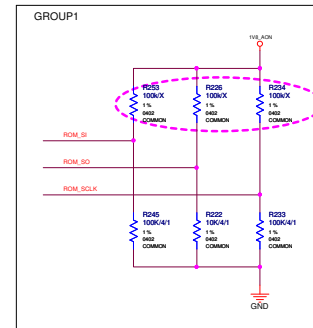 GROUP1
1V8_AON
R253 R226 R234
100k/X 100k/X 100k/X
1 % 1 % 1 %
0402 0402 0402
COMMON COMMON COMMON
ROM_SI
ROM_SO
ROM_SCLK
R245 R222 R233
100K/4/1 10K/4/1 100K/4/1
1 % 1 % 1 %
0402 0402 0402
COMMON COMMON COMMON
GND